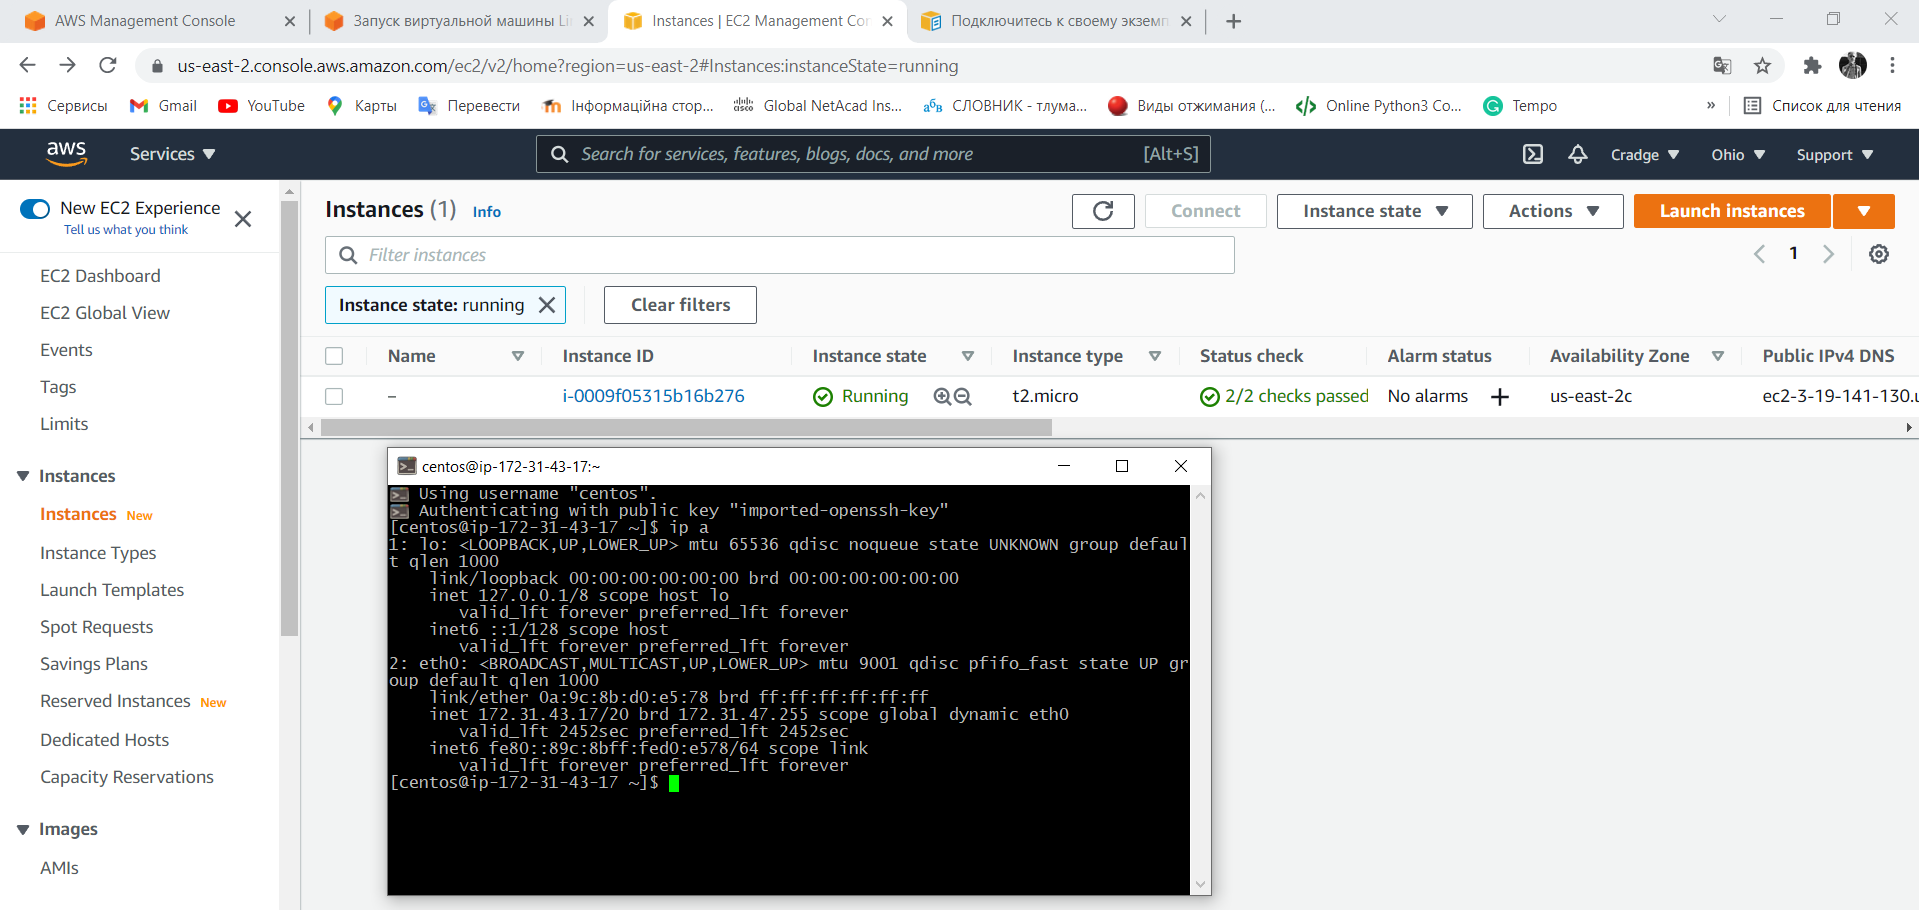 AWS Management Console
Запуск виртуальной машины Li
Instances | EC2 Management Con
Подключитесь к своему экземп
us-east-2.console.aws.amazon.com/ec2/v2/home?region=us-east-2#Instances:instanceState=running
Сервисы
Gmail
YouTube
Карты
Перевести
Інформаційна стор...
Global NetAcad Ins...
СЛОВНИК - тлума...
Виды отжимания (...
Online Python3 Co...
Tempo
»
Список для чтения
aws
Services
Search for services, features, blogs, docs, and more
[Alt+S]
Cradge
Ohio
Support
New EC2 Experience
Tell us what you think
EC2 Dashboard
EC2 Global View
Events
Tags
Limits
Instances
Instances New
Instance Types
Launch Templates
Spot Requests
Savings Plans
Reserved Instances New
Dedicated Hosts
Capacity Reservations
Images
AMIs
Instances (1) Info
Connect
Instance state
Actions
Launch instances
Filter instances
1
Instance state: running
Clear filters
Name Instance ID Instance state Instance type Status check Alarm status Availability Zone Public IPv4 DNS
– i-0009f05315b16b276 Running t2.micro 2/2 checks passed No alarms + us-east-2c ec2-3-19-141-130.u
centos@ip-172-31-43-17:~
Using username "centos".
Authenticating with public key "imported-openssh-key"
[centos@ip-172-31-43-17 ~]$ ip a
1: lo: <LOOPBACK,UP,LOWER_UP> mtu 65536 qdisc noqueue state UNKNOWN group defaul
t qlen 1000
link/loopback 00:00:00:00:00:00 brd 00:00:00:00:00:00
inet 127.0.0.1/8 scope host lo
valid_lft forever preferred_lft forever
inet6 ::1/128 scope host
valid_lft forever preferred_lft forever
2: eth0: <BROADCAST,MULTICAST,UP,LOWER_UP> mtu 9001 qdisc pfifo_fast state UP gr
oup default qlen 1000
link/ether 0a:9c:8b:d0:e5:78 brd ff:ff:ff:ff:ff:ff
inet 172.31.43.17/20 brd 172.31.47.255 scope global dynamic eth0
valid_lft 2452sec preferred_lft 2452sec
inet6 fe80::89c:8bff:fed0:e578/64 scope link
valid_lft forever preferred_lft forever
[centos@ip-172-31-43-17 ~]$